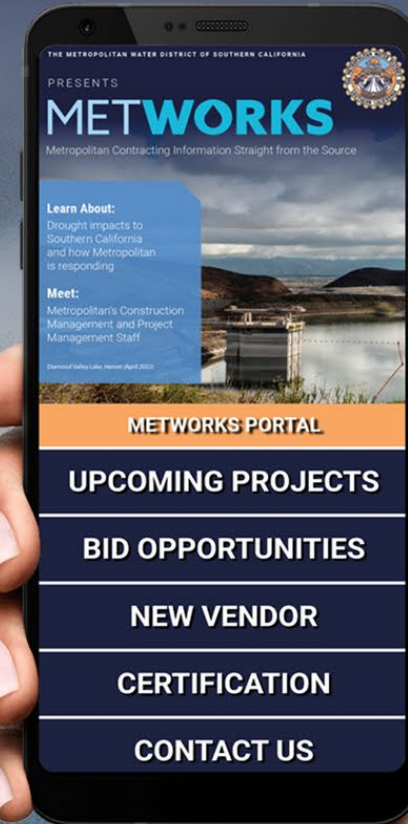 THE METROPOLITAN WATER DISTRICT OF SOUTHERN CALIFORNIA
PRESENTS
METWORKS
Metropolitan Contracting Information Straight from the Source
Learn About:
Drought impacts to
Southern California
and how Metropolitan
is responding
Meet:
Metropolitan's Construction
Management and Project
Management Staff
Diamond Valley Lake, Hemet (April 2022)
METWORKS PORTAL
UPCOMING PROJECTS
BID OPPORTUNITIES
NEW VENDOR
CERTIFICATION
CONTACT US